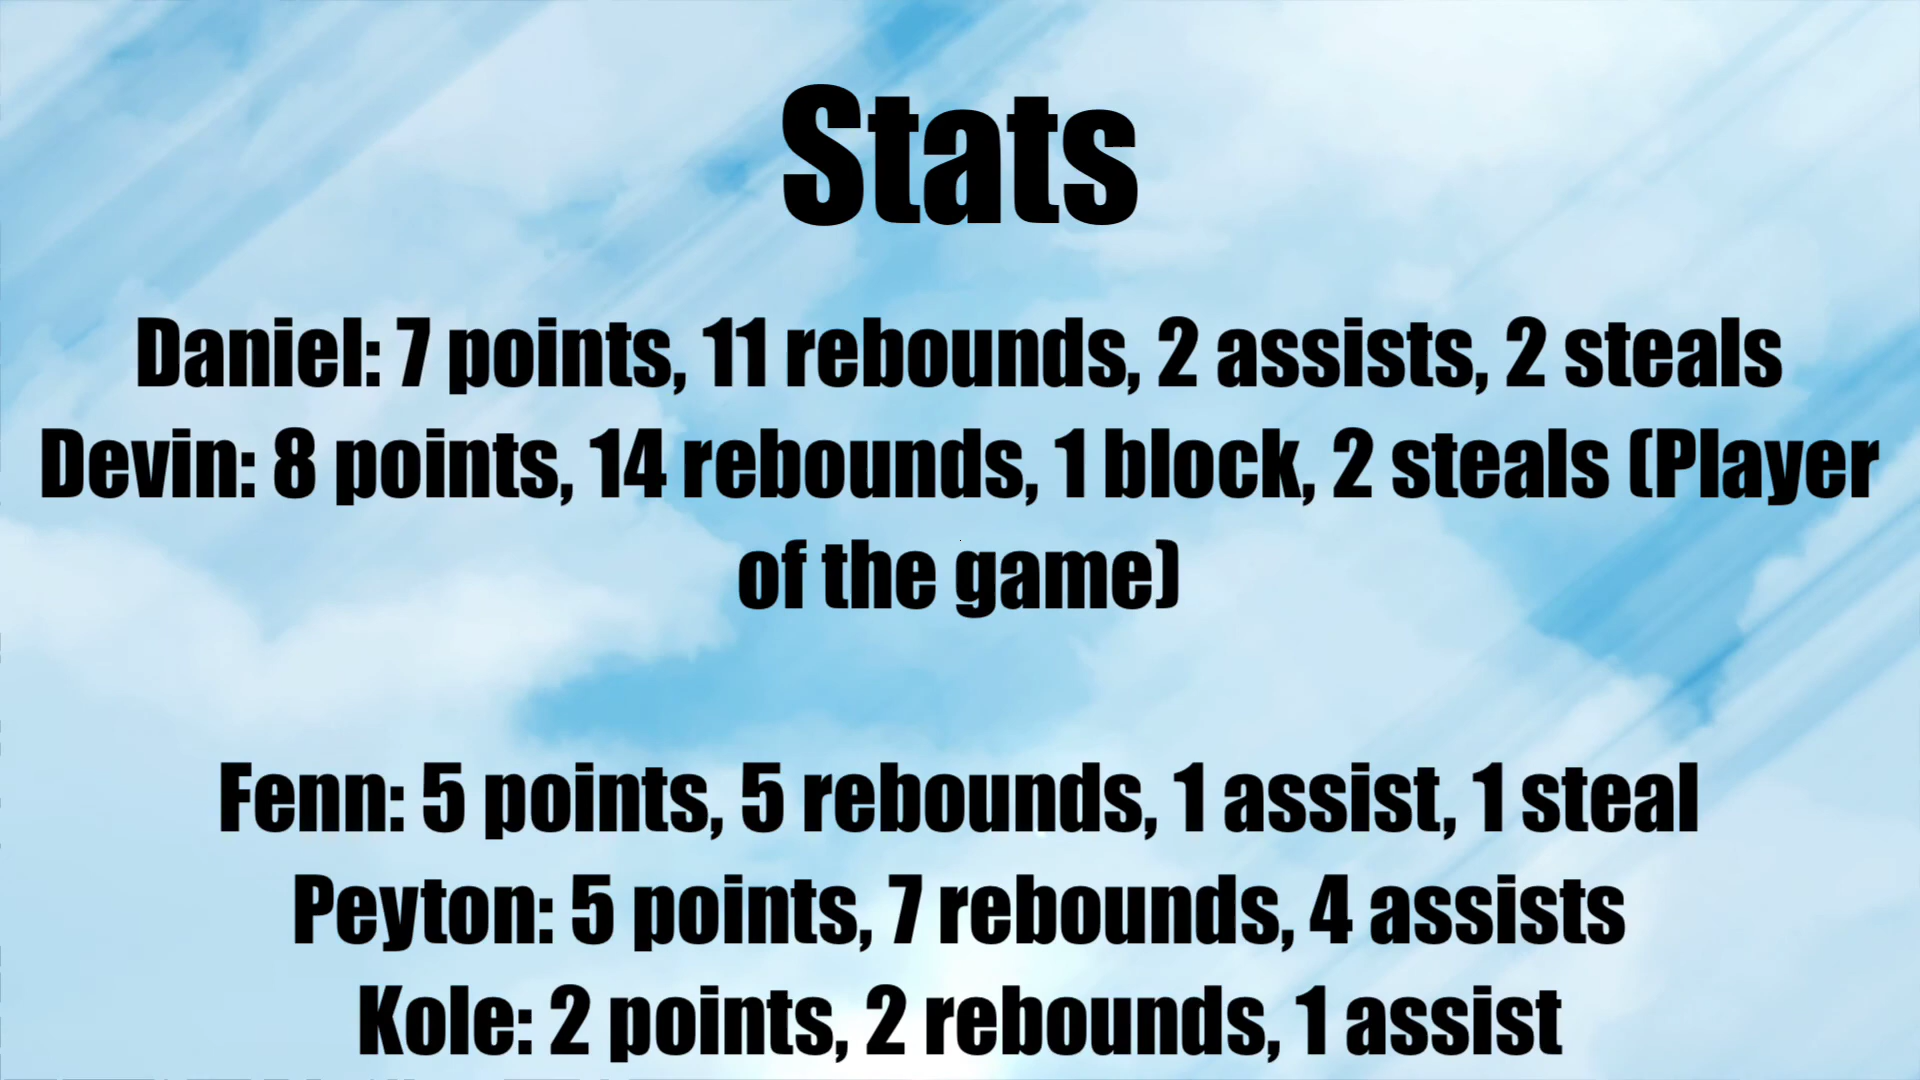 Stats
Daniel: 7 points, 11 rebounds, 2 assists, 2 steals
Devin: 8 points, 14 rebounds, 1 block, 2 steals (Player
of the game)
Fenn: 5 points, 5 rebounds, 1 assist, 1 steal
Peyton: 5 points, 7 rebounds, 4 assists
Kole: 2 points, 2 rebounds, 1 assist